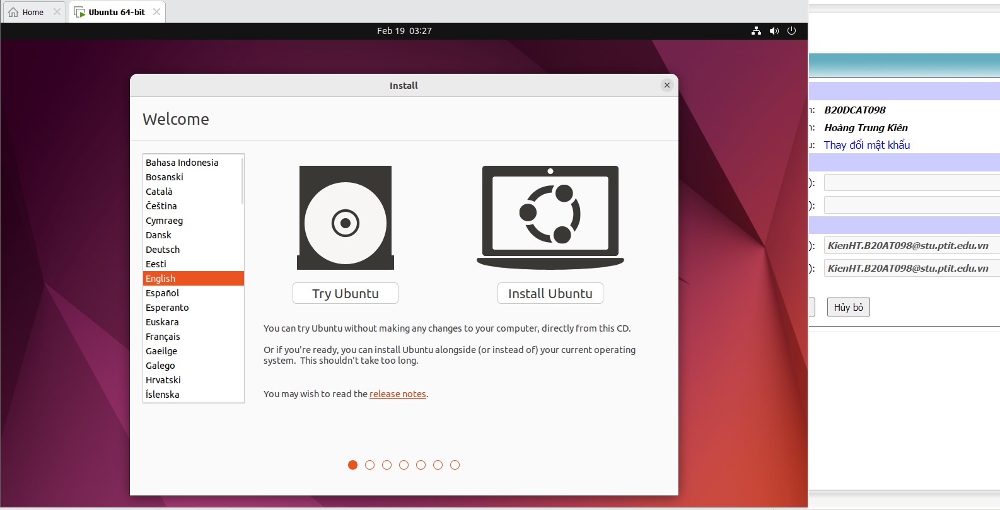 Home
Ubuntu 64-bit
Feb 19 03:27
Install
Welcome
Bahasa Indonesia
Bosanski
Català
Čeština
Cymraeg
Dansk
Deutsch
Eesti
English
Español
Esperanto
Euskara
Français
Gaeilge
Galego
Hrvatski
Íslenska
Try Ubuntu
Install Ubuntu
You can try Ubuntu without making any changes to your computer, directly from this CD.
Or if you're ready, you can install Ubuntu alongside (or instead of) your current operating
system. This shouldn't take too long.
You may wish to read the release notes.
B20DCAT098
Hoàng Trung Kiên
Thay đổi mật khẩu
):
):
): KienHT.B20AT098@stu.ptit.edu.vn
): KienHT.B20AT098@stu.ptit.edu.vn
Hủy bỏ